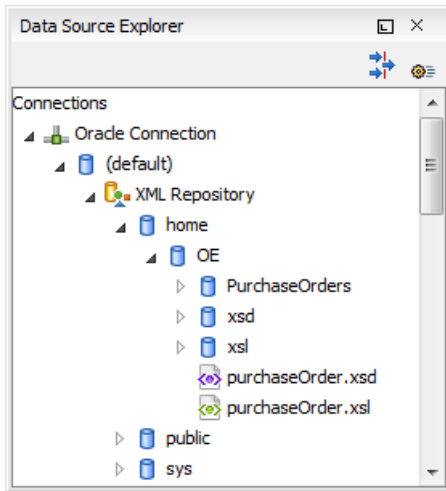 Data Source Explorer
Connections
Oracle Connection
(default)
XML Repository
home
OE
PurchaseOrders
xsd
xsl
purchaseOrder.xsd
purchaseOrder.xsl
public
sys